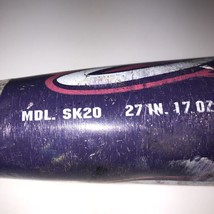 MDL. SK20 27 IN. 17 OZ